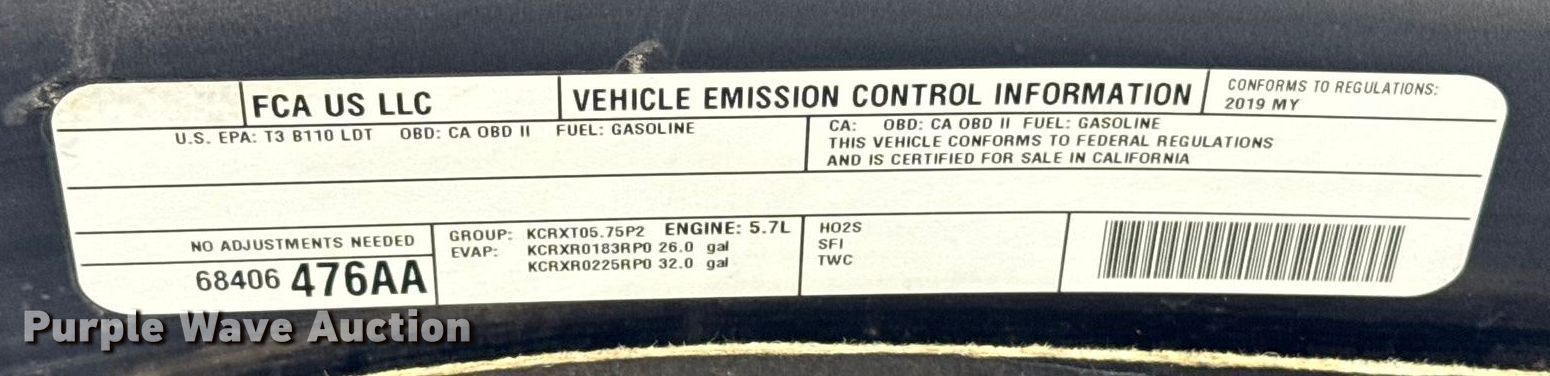 FCA US LLC
VEHICLE EMISSION CONTROL INFORMATION
CONFORMS TO REGULATIONS:
2019 MY
U.S. EPA: T3 B110 LDT OBD: CA OBD II FUEL: GASOLINE
CA: OBD: CA OBD II FUEL: GASOLINE
THIS VEHICLE CONFORMS TO FEDERAL REGULATIONS
AND IS CERTIFIED FOR SALE IN CALIFORNIA
NO ADJUSTMENTS NEEDED
68406 476AA
GROUP: KCRXT05.75P2 ENGINE: 5.7L
EVAP: KCRXR0183RP0 26.0 gal
KCRXR0225RP0 32.0 gal
HO2S
SFI
TWC
Purple Wave Auction